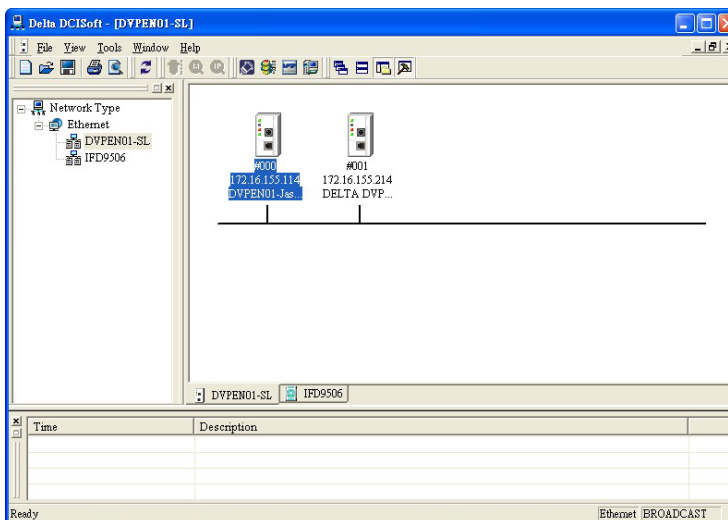 Delta DCISoft - [DVPEN01-SL]
File View Tools Window Help
Network Type
Ethernet
DVPEN01-SL
IFD9506
#000
172.16.155.114
DVPEN01-Jas...
#001
172.16.155.214
DELTA DVP...
DVPEN01-SL IFD9506
Time Description
Ready Ethernet BROADCAST